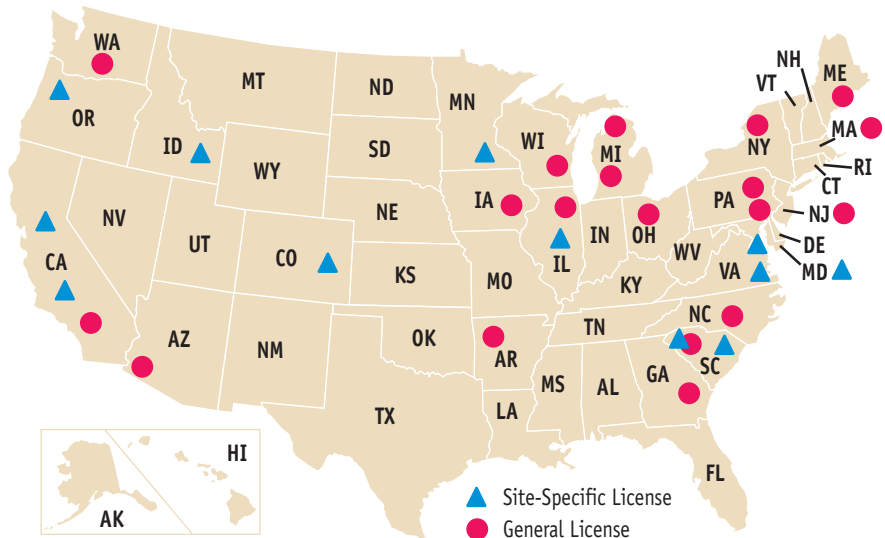 WA
MT
ND
MN
NH
VT
ME
OR
ID
WY
SD
WI
MI
NY
MA
RI
CT
NV
UT
CO
NE
IA
IL
IN
OH
PA
NJ
DE
MD
WV
VA
CA
KS
MO
KY
AZ
NM
OK
AR
TN
NC
SC
TX
LA
MS
AL
GA
FL
HI
AK
Site-Specific License
General License